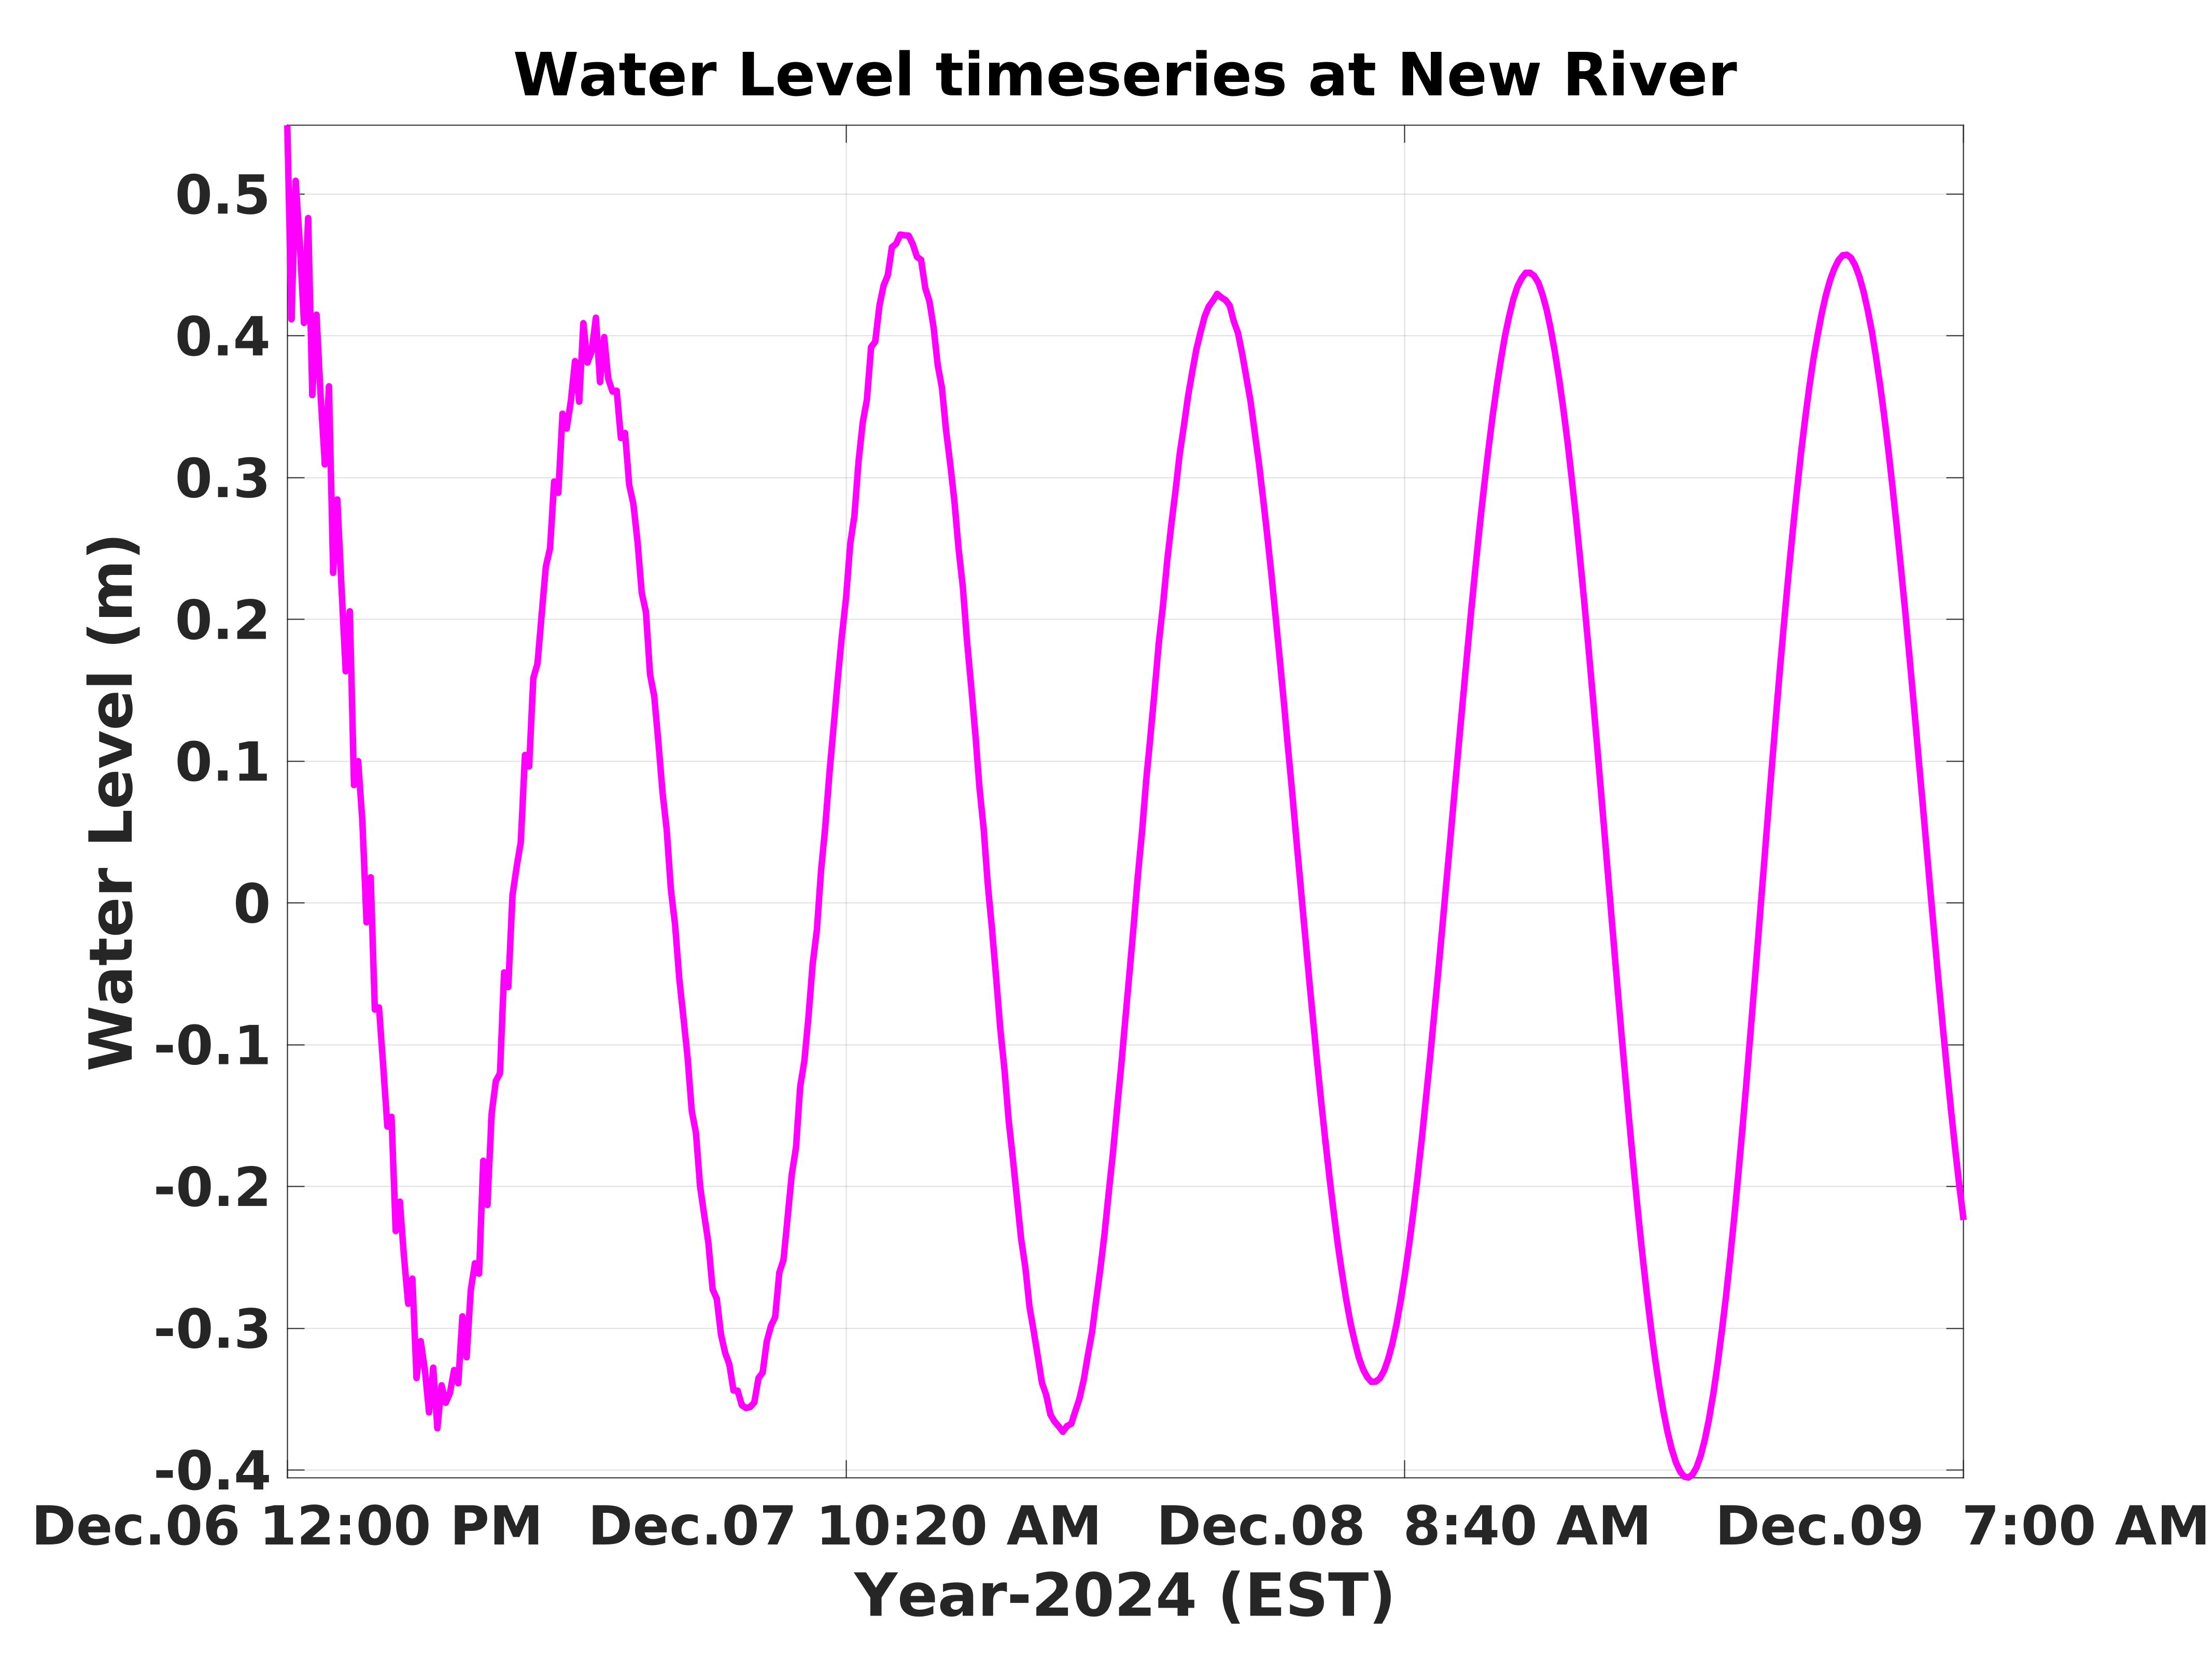 Water Level timeseries at New River
Water Level (m)
0.5
0.4
0.3
0.2
0.1
0
-0.1
-0.2
-0.3
-0.4
Dec.06 12:00 PM Dec.07 10:20 AM Dec.08 8:40 AM Dec.09 7:00 AM
Year-2024 (EST)